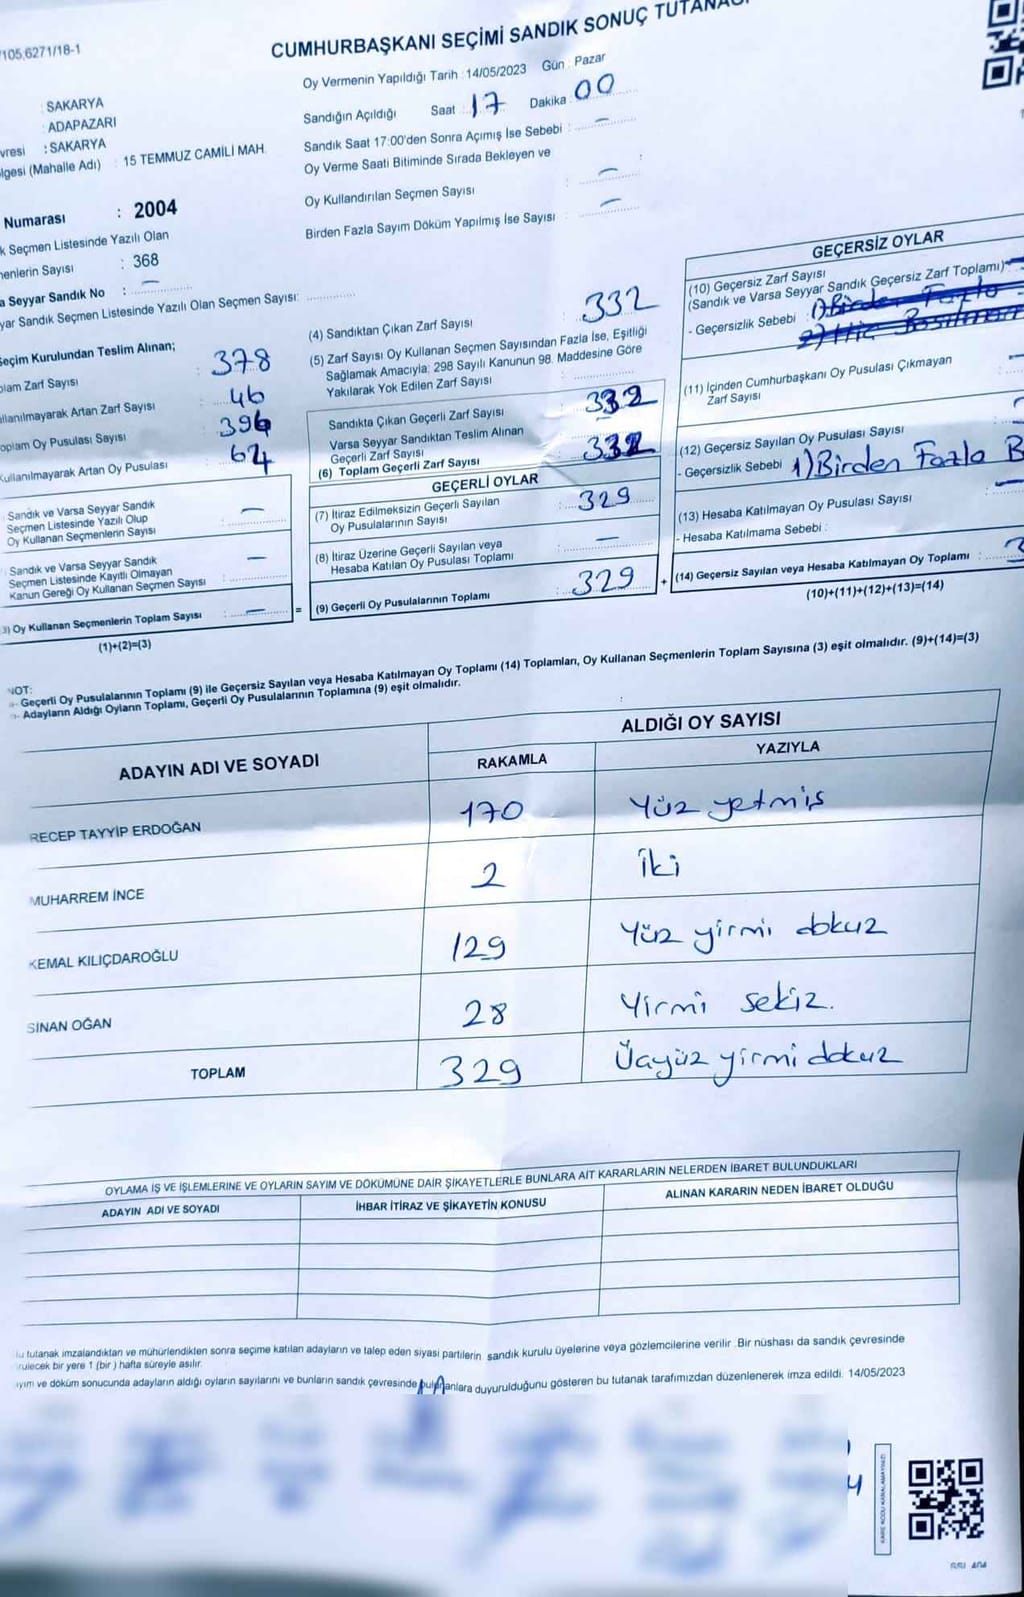 /105,6271/18-1
CUMHURBAŞKANI SEÇİMİ SANDIK SONUÇ TUTANAĞI
Oy Vermenin Yapıldığı Tarih : 14/05/2023 Gün : Pazar
: SAKARYA
: ADAPAZARI
vresi : SAKARYA
lgesi (Mahalle Adı) : 15 TEMMUZ CAMİLİ MAH.
Sandığın Açıldığı Saat : 17 Dakika : 00
Sandık Saat 17:00'den Sonra Açımış İse Sebebi : —
Oy Verme Saati Bitiminde Sırada Bekleyen ve
Oy Kullandırılan Seçmen Sayısı : —
Birden Fazla Sayım Döküm Yapılmış İse Sayısı : —
Numarası : 2004
k Seçmen Listesinde Yazılı Olan
menlerin Sayısı : 368
a Seyyar Sandık No : —
yar Sandık Seçmen Listesinde Yazılı Olan Seçmen Sayısı:
eçim Kurulundan Teslim Alınan;
plam Zarf Sayısı : 378
ullanılmayarak Artan Zarf Sayısı : 46
oplam Oy Pusulası Sayısı : 394
Kullanılmayarak Artan Oy Pusulası : 62
Sandık ve Varsa Seyyar Sandık
Seçmen Listesinde Yazılı Olup
Oy Kullanan Seçmenlerin Sayısı : —
Sandık ve Varsa Seyyar Sandık
Seçmen Listesinde Kayıtlı Olmayan
Kanun Gereği Oy Kullanan Seçmen Sayısı : —
3) Oy Kullanan Seçmenlerin Toplam Sayısı : — =
(1)+(2)=(3)
(4) Sandıktan Çıkan Zarf Sayısı : 332
(5) Zarf Sayısı Oy Kullanan Seçmen Sayısından Fazla İse, Eşitliği
Sağlamak Amacıyla; 298 Sayılı Kanunun 98. Maddesine Göre
Yakılarak Yok Edilen Zarf Sayısı :
Sandıkta Çıkan Geçerli Zarf Sayısı : 332
Varsa Seyyar Sandıktan Teslim Alınan
Geçerli Zarf Sayısı
(6) Toplam Geçerli Zarf Sayısı : 332
GEÇERLİ OYLAR
(7) İtiraz Edilmeksizin Geçerli Sayılan
Oy Pusulalarının Sayısı : 329
(8) İtiraz Üzerine Geçerli Sayılan veya
Hesaba Katılan Oy Pusulası Toplamı : —
(9) Geçerli Oy Pusulalarının Toplamı : 329 +
GEÇERSİZ OYLAR
(10) Geçersiz Zarf Sayısı
(Sandık ve Varsa Seyyar Sandık Geçersiz Zarf Toplamı)
- Geçersizlik Sebebi : 1) Birden Fazla
(11) İçinden Cumhurbaşkanı Oy Pusulası Çıkmayan
Zarf Sayısı
(12) Geçersiz Sayılan Oy Pusulası Sayısı
- Geçersizlik Sebebi 1) Birden Fazla B
(13) Hesaba Katılmayan Oy Pusulası Sayısı
- Hesaba Katılmama Sebebi :
(14) Geçersiz Sayılan veya Hesaba Katılmayan Oy Toplamı : 3
(10)+(11)+(12)+(13)=(14)
NOT:
- Geçerli Oy Pusulalarının Toplamı (9) ile Geçersiz Sayılan veya Hesaba Katılmayan Oy Toplamı (14) Toplamları, Oy Kullanan Seçmenlerin Toplam Sayısına (3) eşit olmalıdır. (9)+(14)=(3)
- Adayların Aldığı Oyların Toplamı, Geçerli Oy Pusulalarının Toplamına (9) eşit olmalıdır.
ADAYIN ADI VE SOYADI
ALDIĞI OY SAYISI
RAKAMLA YAZIYLA
RECEP TAYYİP ERDOĞAN 170 Yüz yetmiş
MUHARREM İNCE 2 İki
KEMAL KILIÇDAROĞLU 129 Yüz yirmi dokuz
SİNAN OĞAN 28 Yirmi sekiz.
TOPLAM 329 Üçyüz yirmi dokuz
OYLAMA İŞ VE İŞLEMLERİNE VE OYLARIN SAYIM VE DÖKÜMÜNE DAİR ŞİKAYETLERLE BUNLARA AİT KARARLARIN NELERDEN İBARET BULUNDUKLARI
ADAYIN ADI VE SOYADI İHBAR İTİRAZ VE ŞİKAYETİN KONUSU ALINAN KARARIN NEDEN İBARET OLDUĞU
u tutanak imzalandıktan ve mühürlendikten sonra seçime katılan adayların ve talep eden siyasi partilerin sandık kurulu üyelerine veya gözlemcilerine verilir. Bir nüshası da sandık çevresinde
rülecek bir yere 1 (bir) hafta süreyle asılır.
ayım ve döküm sonucunda adayların aldığı oyların sayılarını ve bunların sandık çevresinde bulunanlara duyurulduğunu gösteren bu tutanak tarafımızdan düzenlenerek imza edildi. 14/05/2023
KARE KODU KARALAMAYINIZ!